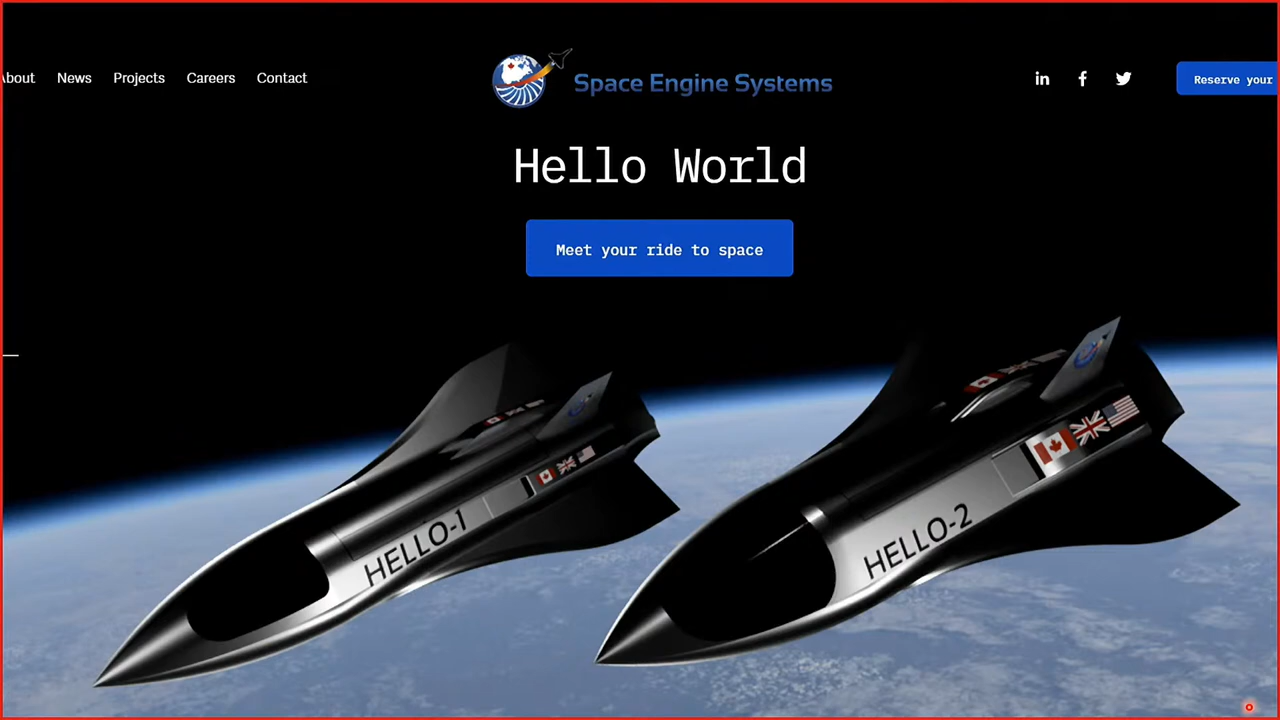 About News Projects Careers Contact
Space Engine Systems
in f
Reserve your
Hello World
Meet your ride to space
HELLO-1
HELLO-2